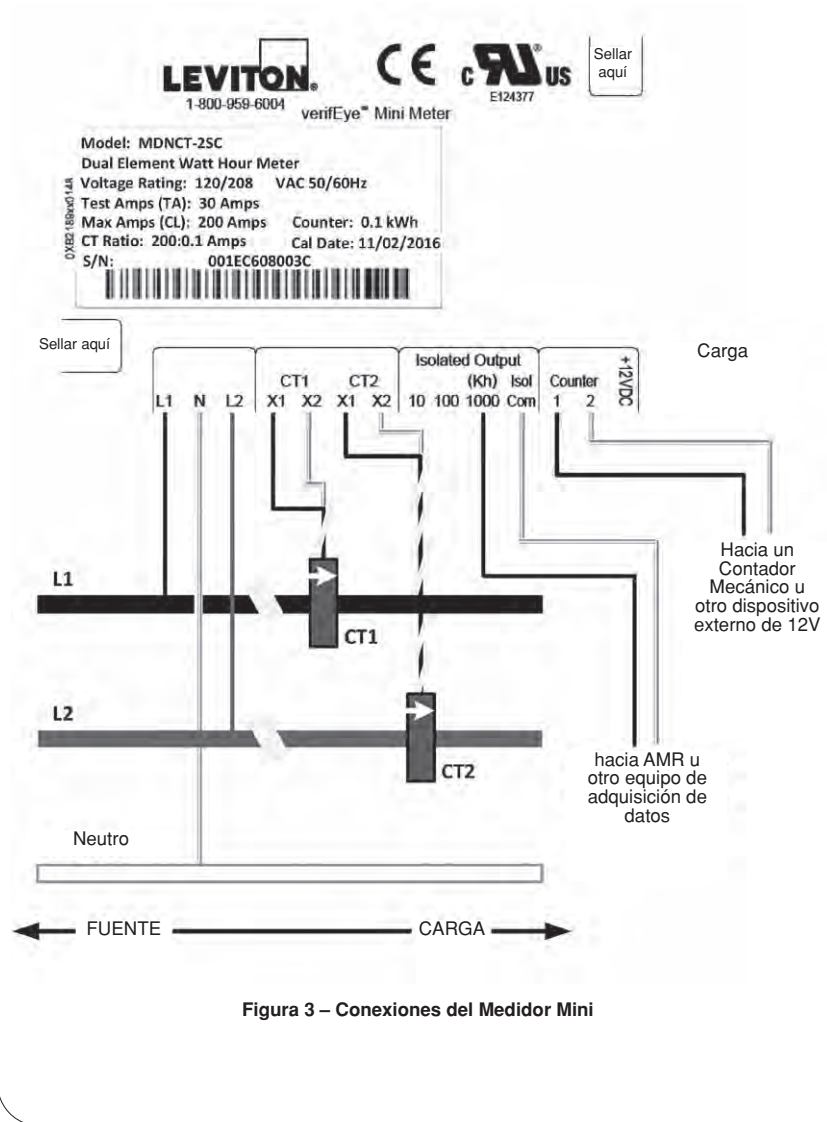 LEVITON®
1-800-959-6004
verifEye™ Mini Meter
CE
c RU® US
E124377
Sellar
aquí
Model: MDNCT-2SC
Dual Element Watt Hour Meter
Voltage Rating: 120/208 VAC 50/60Hz
Test Amps (TA): 30 Amps
Max Amps (CL): 200 Amps Counter: 0.1 kWh
CT Ratio: 200:0.1 Amps Cal Date: 11/02/2016
S/N: 001EC608003C
Sellar aquí
Carga
Isolated Output
CT1 CT2 (Kh) Isol Counter +12VDC
L1 N L2 X1 X2 X1 X2 10 100 1000 Com 1 2
Hacia un
Contador
Mecánico u
otro dispositivo
externo de 12V
L1
CT1
L2
CT2
hacia AMR u
otro equipo de
adquisición de
datos
Neutro
FUENTE CARGA
Figura 3 – Conexiones del Medidor Mini